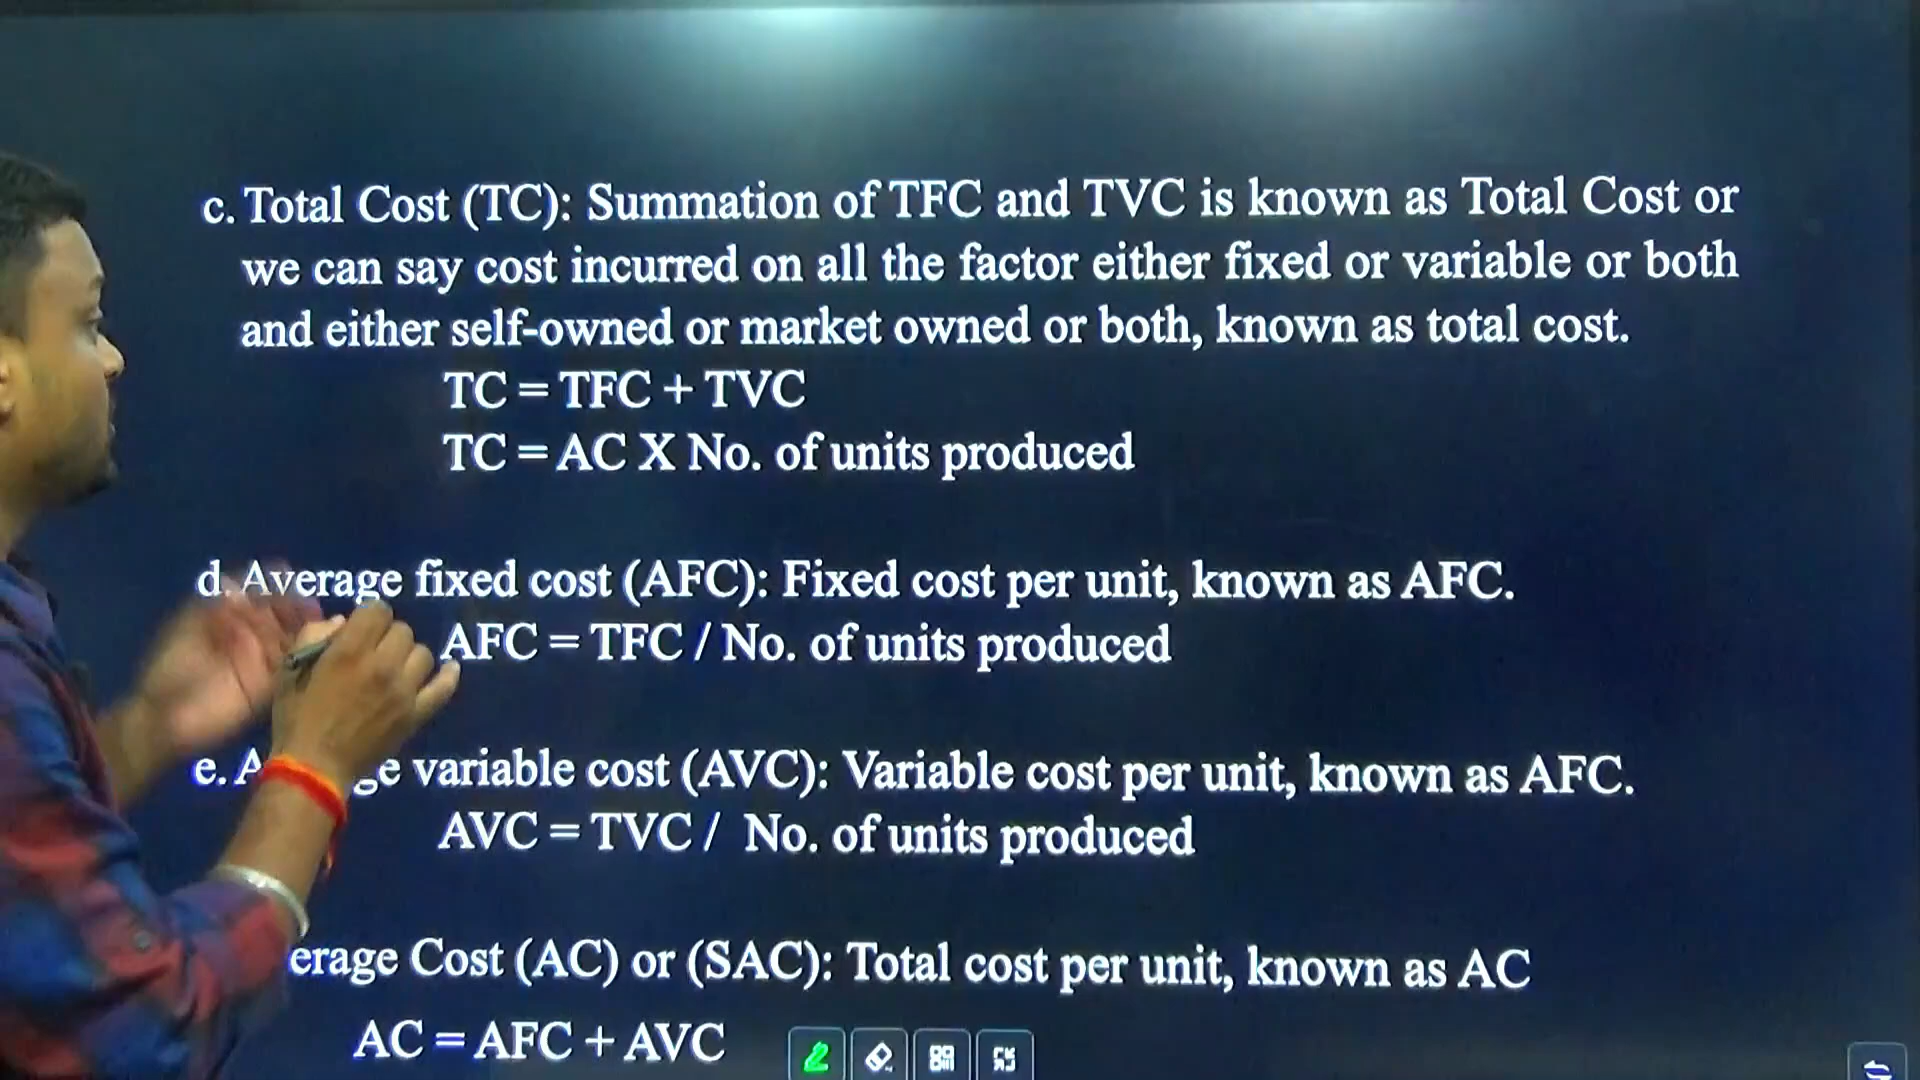 c. Total Cost (TC): Summation of TFC and TVC is known as Total Cost or
we can say cost incurred on all the factor either fixed or variable or both
and either self-owned or market owned or both, known as total cost.
TC = TFC + TVC
TC = AC X No. of units produced
d. Average fixed cost (AFC): Fixed cost per unit, known as AFC.
AFC = TFC / No. of units produced
e. variable cost (AVC): Variable cost per unit, known as AFC.
AVC = TVC / No. of units produced
erage Cost (AC) or (SAC): Total cost per unit, known as AC
AC = AFC + AVC